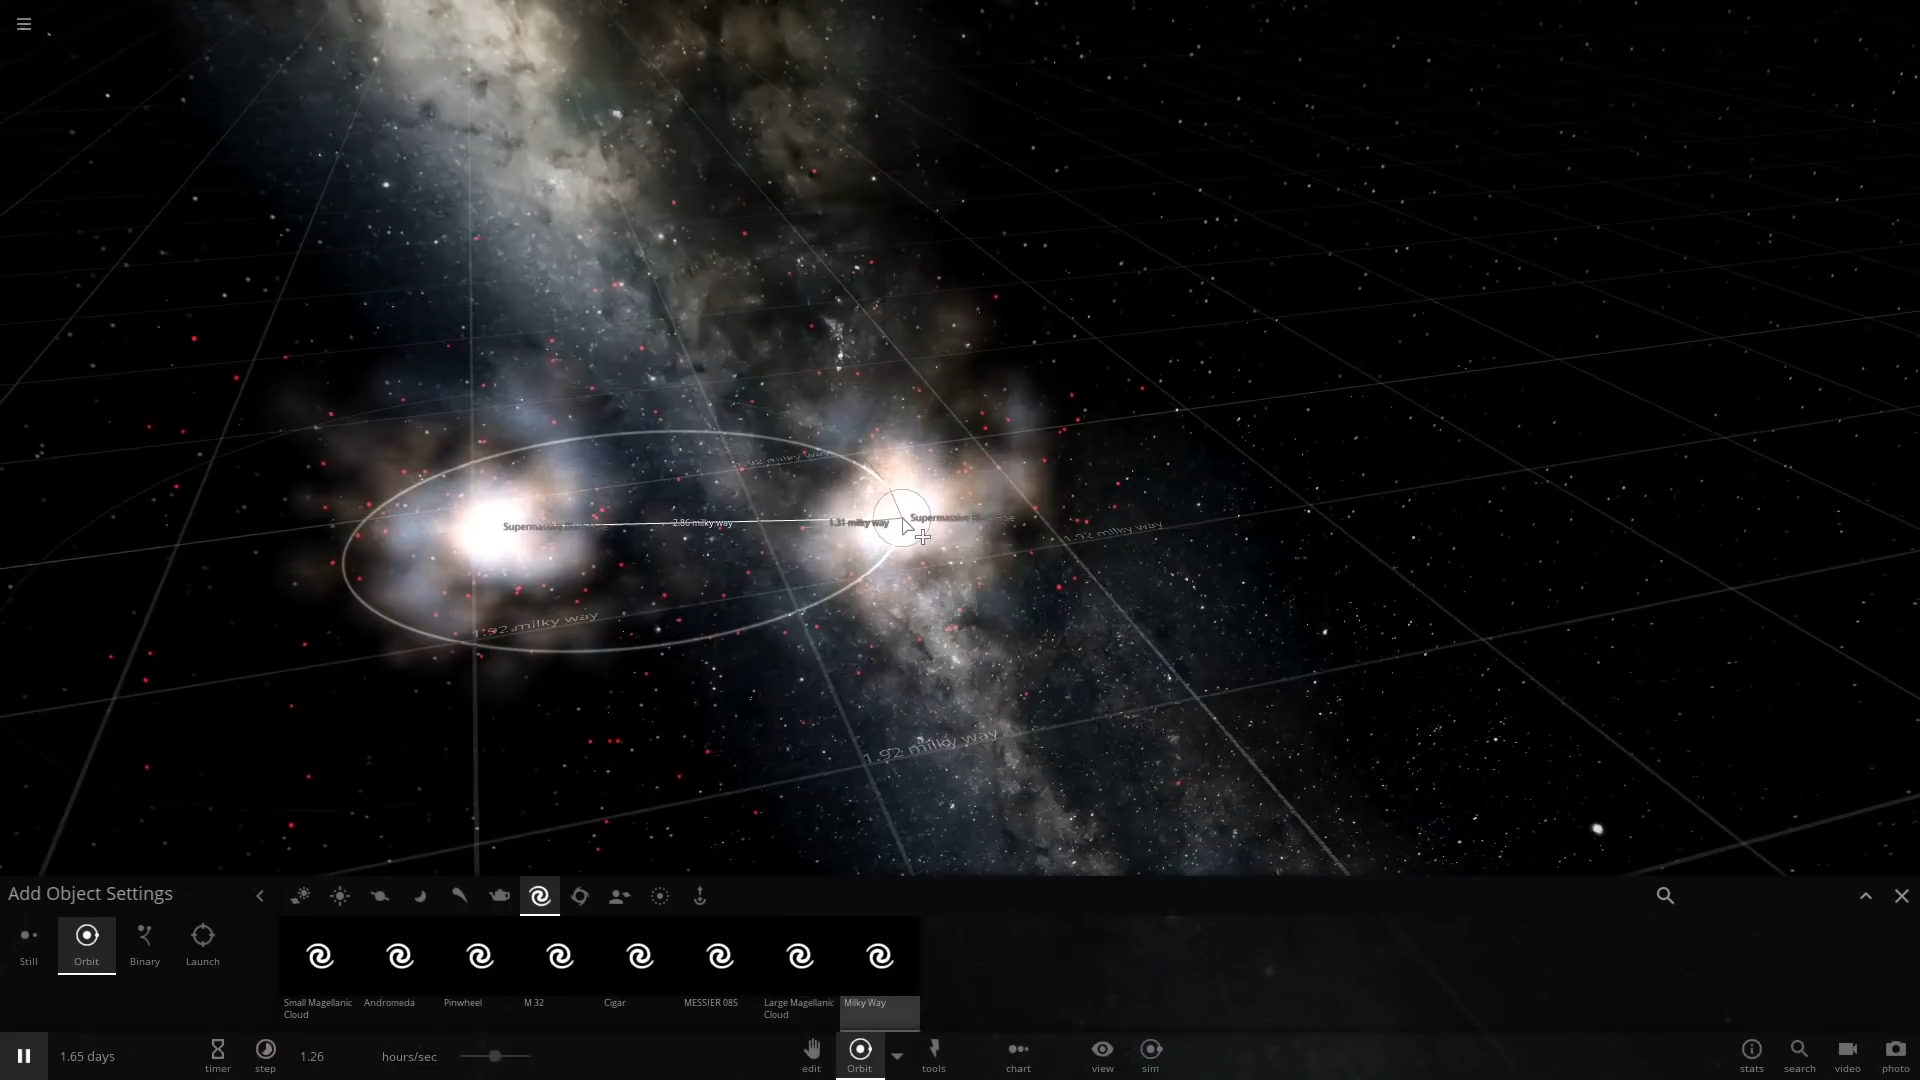 1.92 milky way
Supermassive
2.86 milky way
1.31 milky way
Supermassive Black Hole
1.92 milky way
1.92 milky way
1.92 milky way
Add Object Settings
Still
Orbit
Binary
Launch
Small Magellanic
Cloud
Andromeda
Pinwheel
M 32
Cigar
MESSIER 085
Large Magellanic
Cloud
Milky Way
1.65 days
timer
step
1.26
hours/sec
edit
Orbit
tools
chart
view
sim
stats
search
video
photo